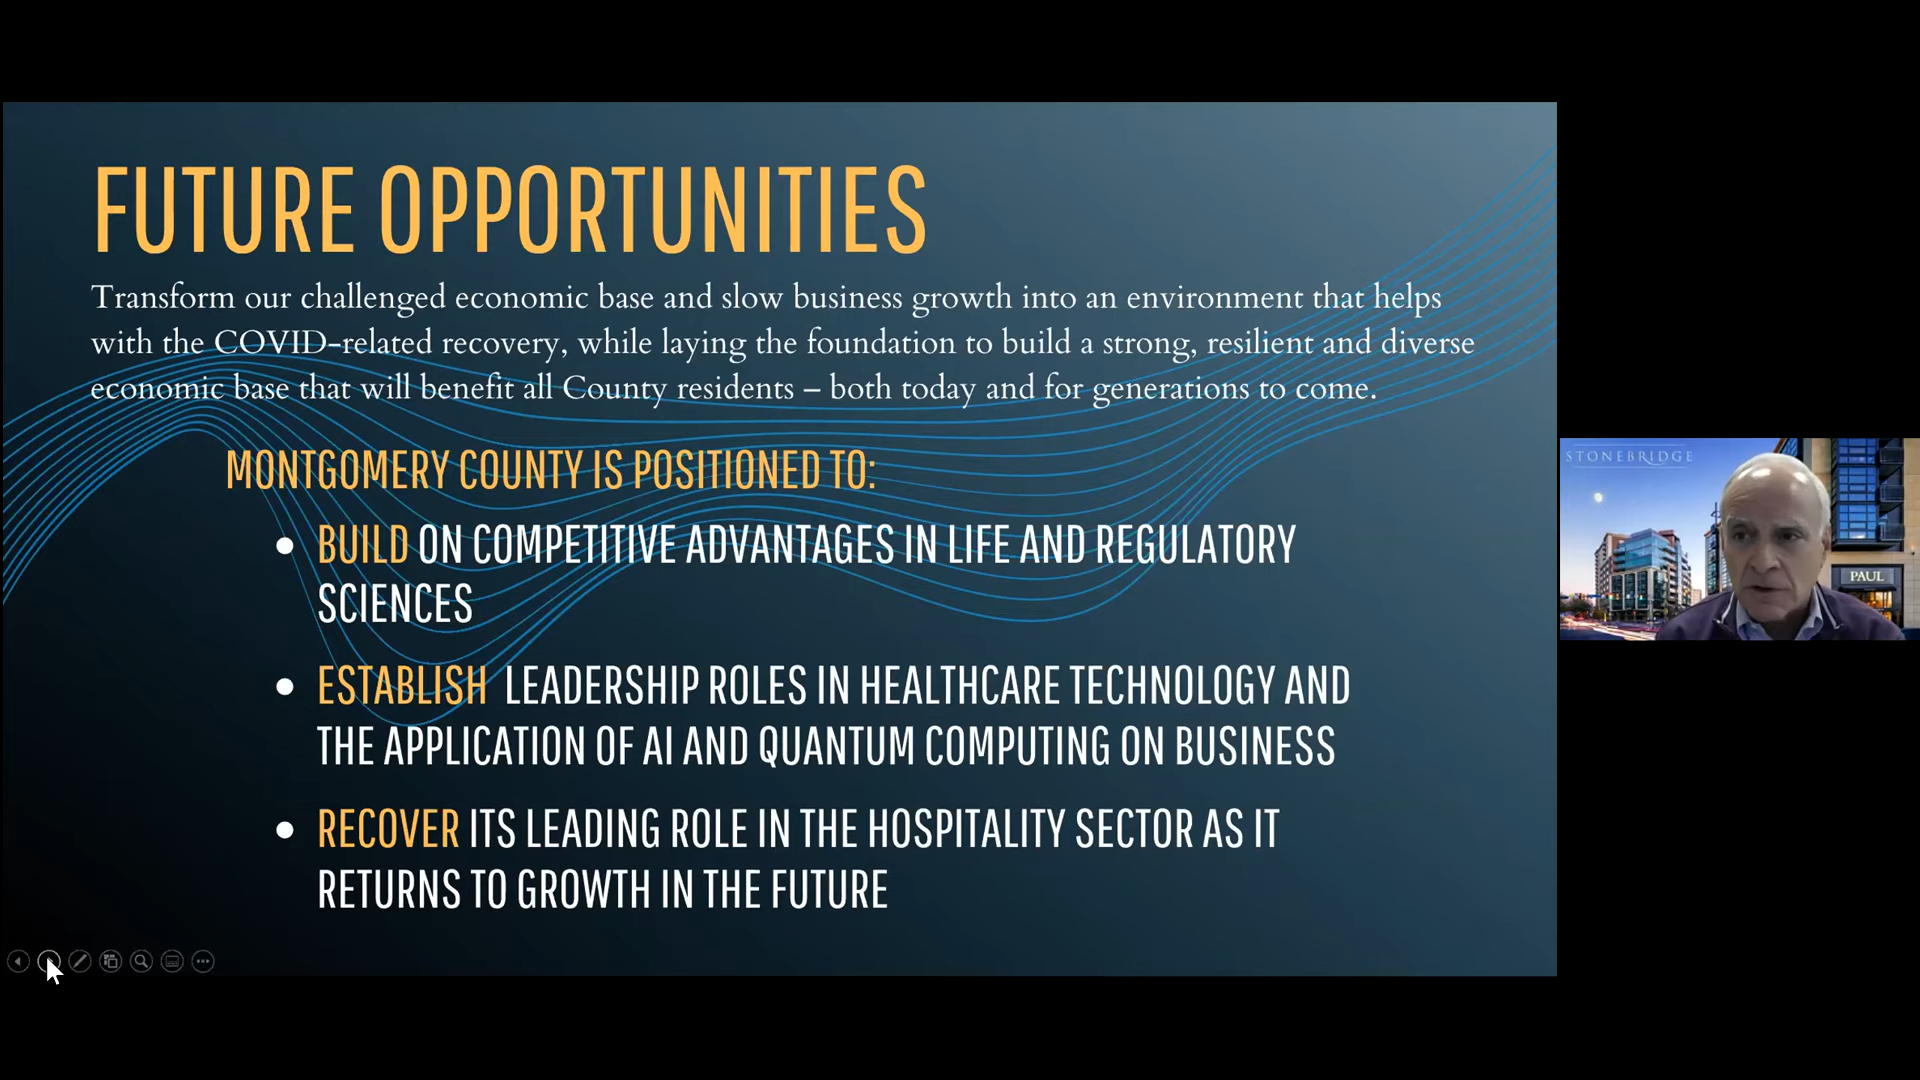 FUTURE OPPORTUNITIES
Transform our challenged economic base and slow business growth into an environment that helps
with the COVID-related recovery, while laying the foundation to build a strong, resilient and diverse
economic base that will benefit all County residents – both today and for generations to come.
MONTGOMERY COUNTY IS POSITIONED TO:
• BUILD ON COMPETITIVE ADVANTAGES IN LIFE AND REGULATORY
SCIENCES
• ESTABLISH LEADERSHIP ROLES IN HEALTHCARE TECHNOLOGY AND
THE APPLICATION OF AI AND QUANTUM COMPUTING ON BUSINESS
• RECOVER ITS LEADING ROLE IN THE HOSPITALITY SECTOR AS IT
RETURNS TO GROWTH IN THE FUTURE
STONEBRIDGE
PAUL